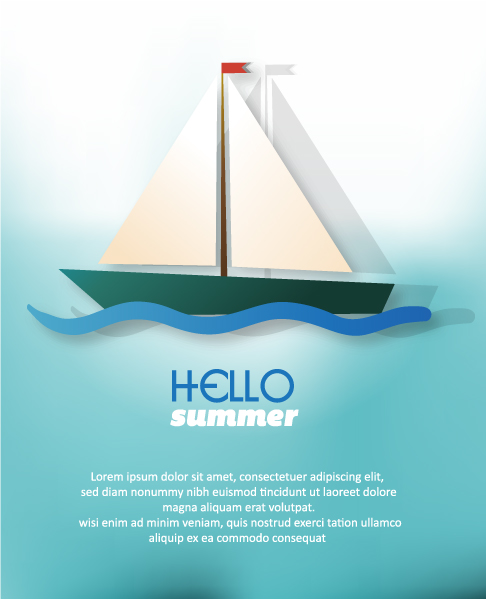 HELLO
summer
Lorem ipsum dolor sit amet, consectetuer adipiscing elit,
sed diam nonummy nibh euismod tincidunt ut laoreet dolore
magna aliquam erat volutpat.
wisi enim ad minim veniam, quis nostrud exerci tation ullamco
aliquip ex ea commodo consequat